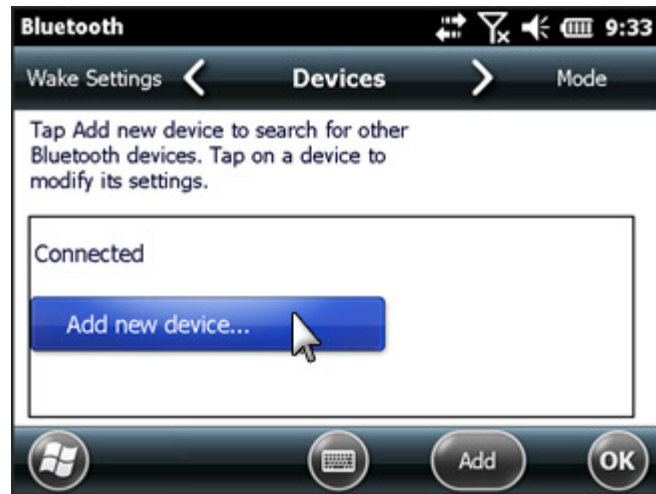 Bluetooth 9:33
Wake Settings Devices Mode
Tap Add new device to search for other
Bluetooth devices. Tap on a device to
modify its settings.
Connected
Add new device...
Add OK